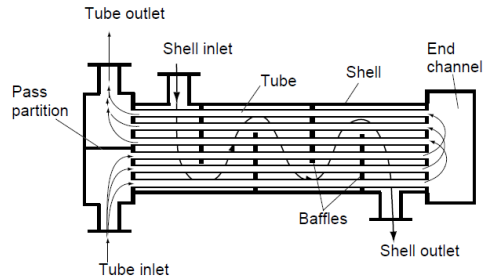 Tube outlet
Shell inlet
End
channel
Tube
Shell
Pass
partition
Baffles
Shell outlet
Tube inlet